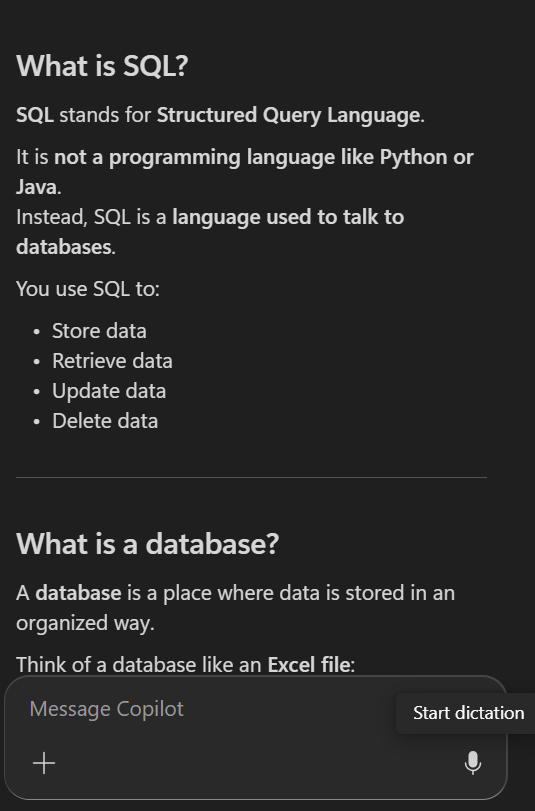 What is SQL?
SQL stands for Structured Query Language.
It is not a programming language like Python or
Java.
Instead, SQL is a language used to talk to
databases.
You use SQL to:
• Store data
• Retrieve data
• Update data
• Delete data
What is a database?
A database is a place where data is stored in an
organized way.
Think of a database like an Excel file:
Message Copilot
Start dictation